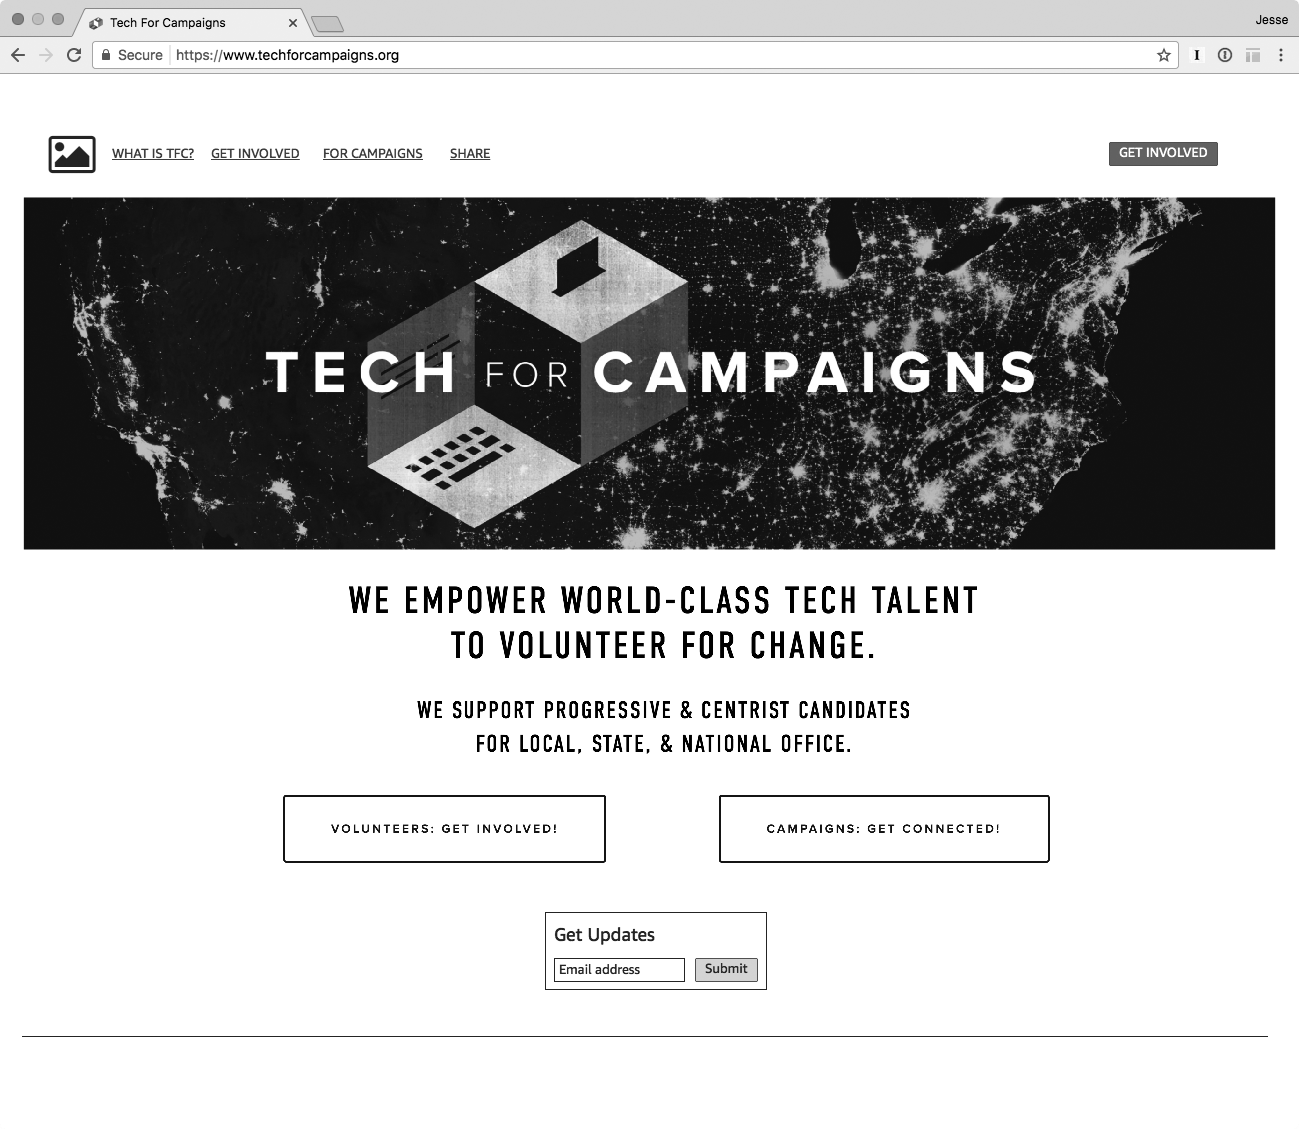 Tech For Campaigns
Jesse
Secure https://www.techforcampaigns.org
WHAT IS TFC? GET INVOLVED FOR CAMPAIGNS SHARE GET INVOLVED
TECH FOR CAMPAIGNS
WE EMPOWER WORLD-CLASS TECH TALENT
TO VOLUNTEER FOR CHANGE.
WE SUPPORT PROGRESSIVE & CENTRIST CANDIDATES
FOR LOCAL, STATE, & NATIONAL OFFICE.
VOLUNTEERS: GET INVOLVED! CAMPAIGNS: GET CONNECTED!
Get Updates
Email address Submit